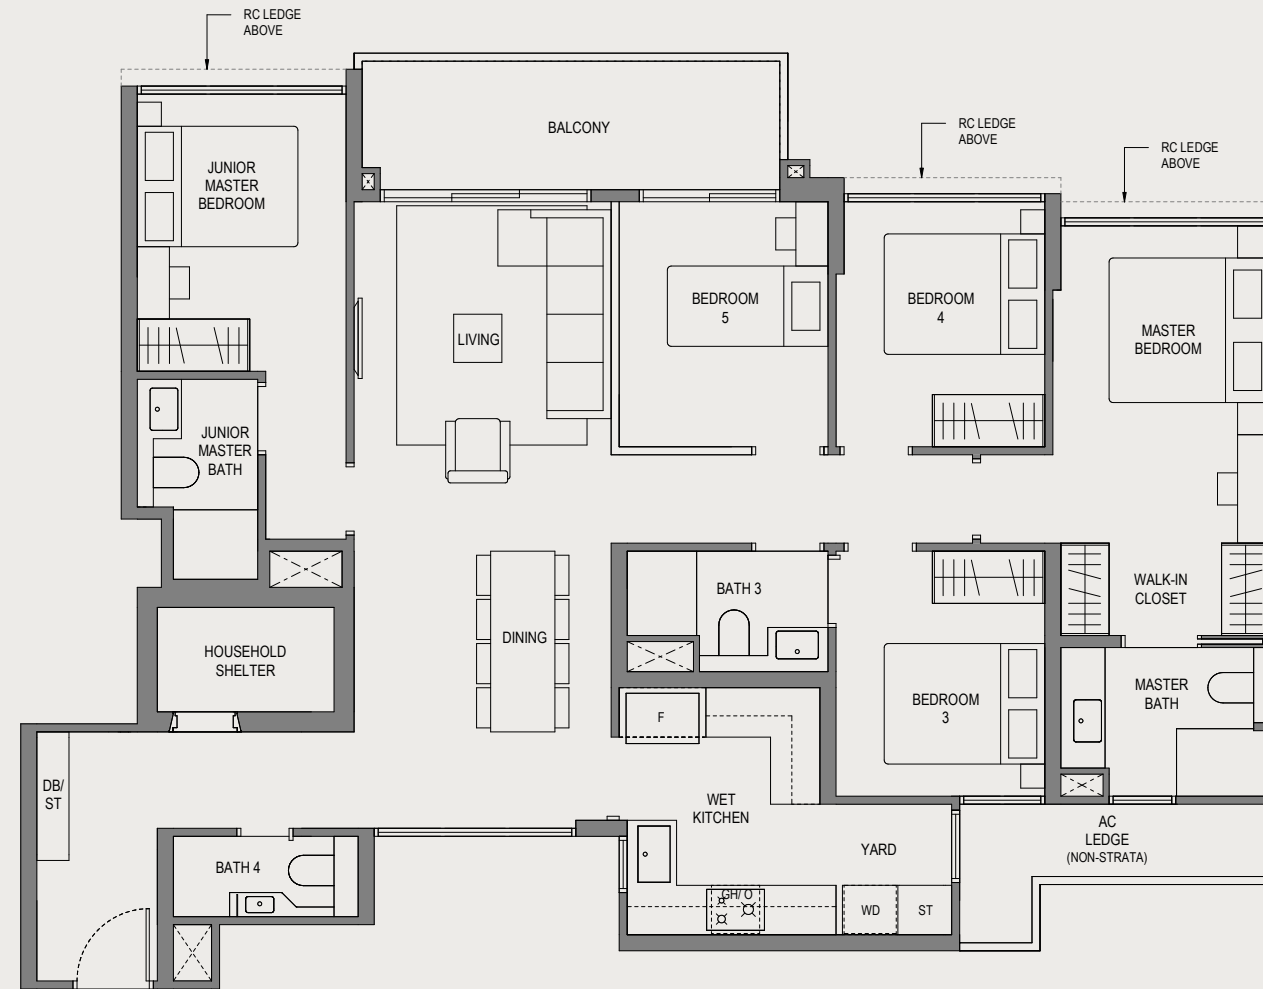 RC LEDGE
ABOVE
BALCONY
RC LEDGE
ABOVE
RC LEDGE
ABOVE
JUNIOR
MASTER
BEDROOM
BEDROOM
5
BEDROOM
4
LIVING
MASTER
BEDROOM
JUNIOR
MASTER
BATH
BATH 3
WALK-IN
CLOSET
DINING
HOUSEHOLD
SHELTER
MASTER
BATH
BEDROOM
3
F
DB/
ST
WET
KITCHEN
AC
LEDGE
(NON-STRATA)
YARD
BATH 4
GH/ O
WD
ST